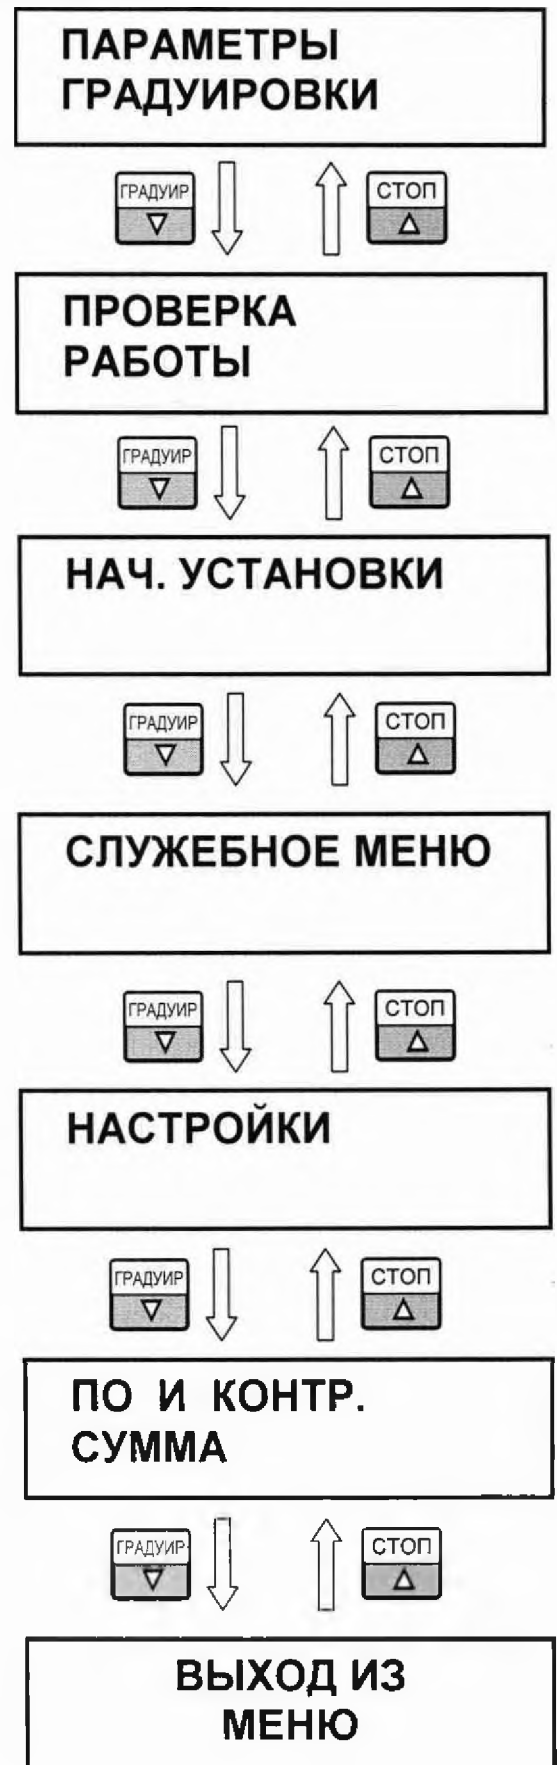 ПАРАМЕТРЫ
ГРАДУИРОВКИ
ГРАДУИР СТОП
ПРОВЕРКА
РАБОТЫ
ГРАДУИР СТОП
НАЧ. УСТАНОВКИ
ГРАДУИР СТОП
СЛУЖЕБНОЕ МЕНЮ
ГРАДУИР СТОП
НАСТРОЙКИ
ГРАДУИР СТОП
ПО И КОНТР.
СУММА
ГРАДУИР СТОП
ВЫХОД ИЗ
МЕНЮ